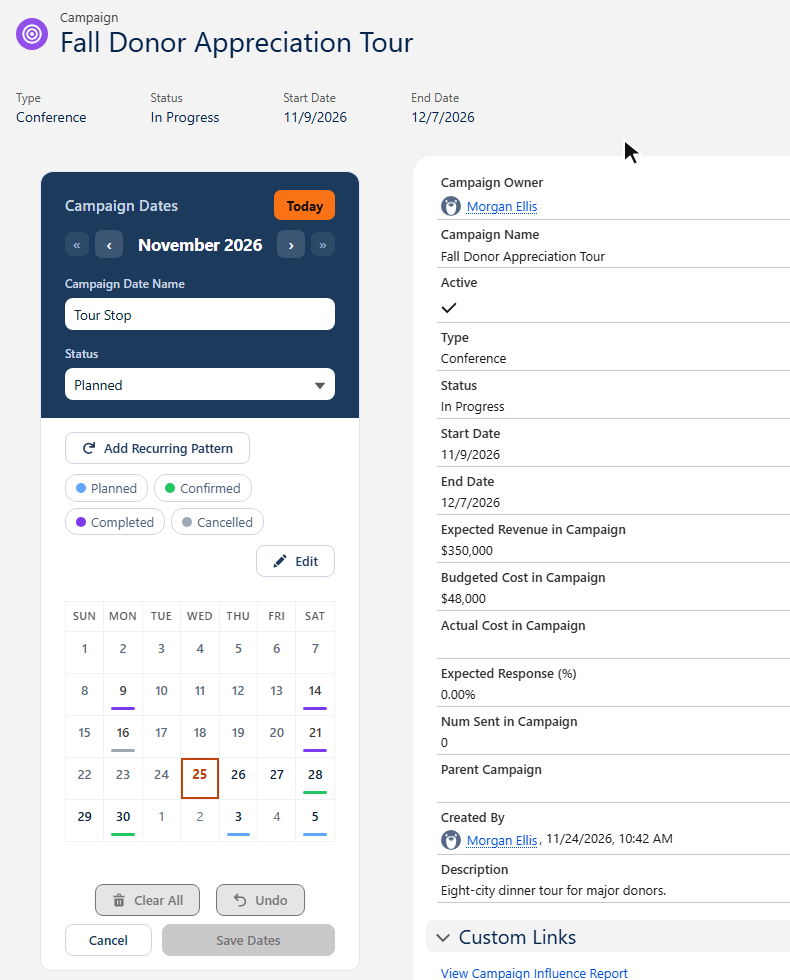 Campaign
Fall Donor Appreciation Tour
Type Status Start Date End Date
Conference In Progress 11/9/2026 12/7/2026
Campaign Dates Today
« ‹ November 2026 › »
Campaign Date Name
Tour Stop
Status
Planned
Add Recurring Pattern
Planned Confirmed
Completed Cancelled
Edit
SUN MON TUE WED THU FRI SAT
1 2 3 4 5 6 7
8 9 10 11 12 13 14
15 16 17 18 19 20 21
22 23 24 25 26 27 28
29 30 1 2 3 4 5
Clear All Undo
Cancel Save Dates
Campaign Owner
Morgan Ellis
Campaign Name
Fall Donor Appreciation Tour
Active
Type
Conference
Status
In Progress
Start Date
11/9/2026
End Date
12/7/2026
Expected Revenue in Campaign
$350,000
Budgeted Cost in Campaign
$48,000
Actual Cost in Campaign
Expected Response (%)
0.00%
Num Sent in Campaign
0
Parent Campaign
Created By
Morgan Ellis, 11/24/2026, 10:42 AM
Description
Eight-city dinner tour for major donors.
Custom Links
View Campaign Influence Report